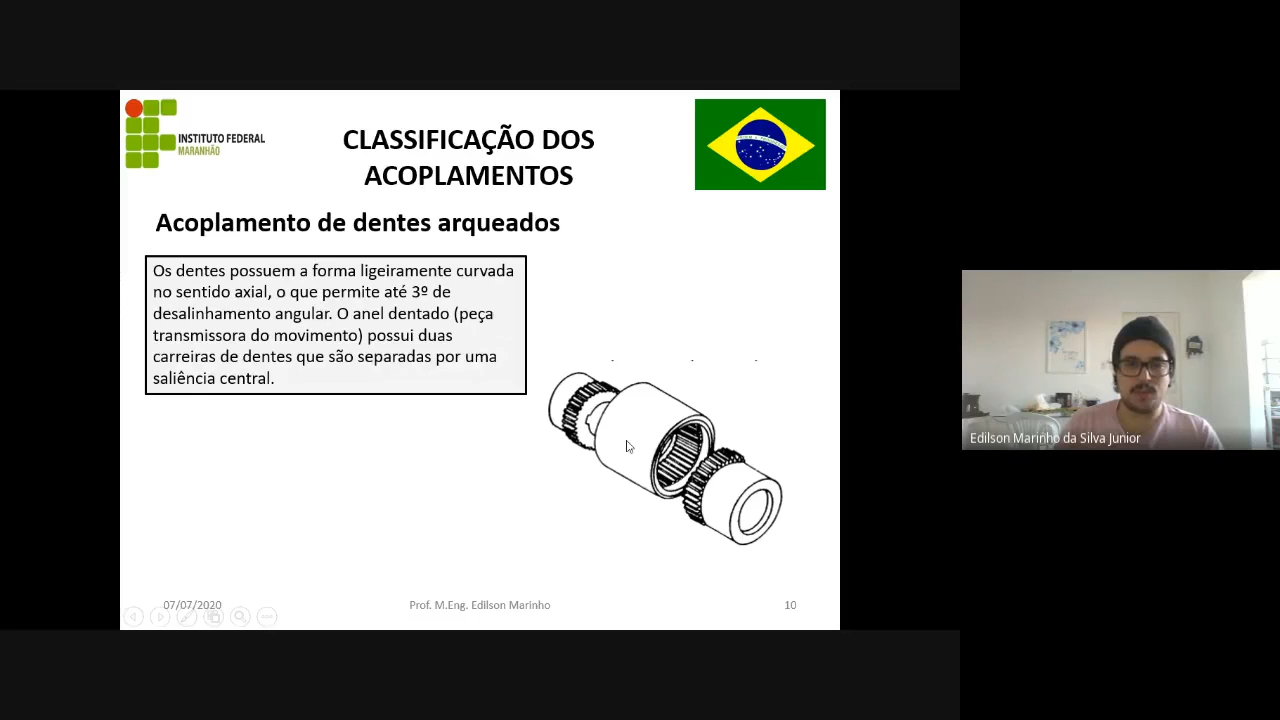 INSTITUTO FEDERAL
MARANHÃO
CLASSIFICAÇÃO DOS
ACOPLAMENTOS
Acoplamento de dentes arqueados
Os dentes possuem a forma ligeiramente curvada
no sentido axial, o que permite até 3º de
desalinhamento angular. O anel dentado (peça
transmissora do movimento) possui duas
carreiras de dentes que são separadas por uma
saliência central.
07/07/2020
Prof. M.Eng. Edilson Marinho
10
Edilson Marinho da Silva Junior